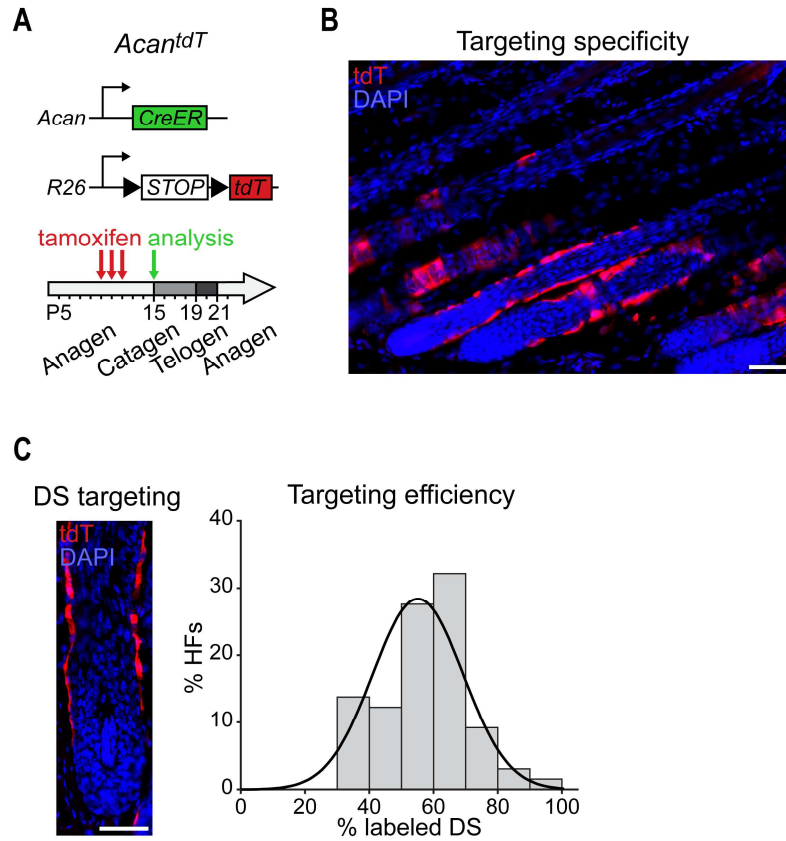 A
AcantdT
Acan
CreER
R26
STOP
tdT
tamoxifen analysis
P5
15
19
21
Anagen
Catagen
Telogen
Anagen
B
Targeting specificity
tdT
DAPI
C
DS targeting
tdT
DAPI
Targeting efficiency
40
30
20
10
0
% HFs
0
20
40
60
80
100
% labeled DS